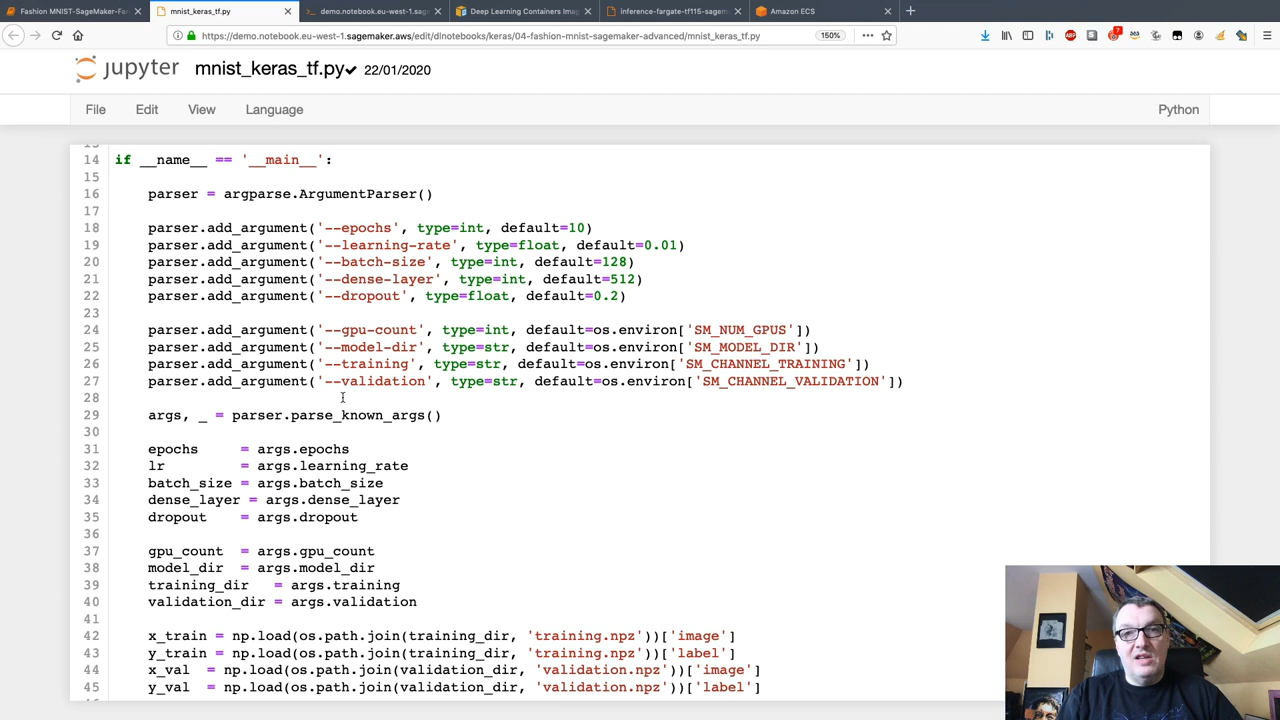 Fashion MNIST-SageMaker-Fas
mnist_keras_tf.py
demo.notebook.eu-west-1.sage
Deep Learning Containers Ima
inference-fargate-tf115-sagem
Amazon ECS
https://demo.notebook.eu-west-1.sagemaker.aws/edit/dlnotebooks/keras/04-fashion-mnist-sagemaker-advanced/mnist_keras_tf.py
150%
jupyter mnist_keras_tf.py 22/01/2020
File Edit View Language Python
13
14 if __name__ == '__main__':
15
16 parser = argparse.ArgumentParser()
17
18 parser.add_argument('--epochs', type=int, default=10)
19 parser.add_argument('--learning-rate', type=float, default=0.01)
20 parser.add_argument('--batch-size', type=int, default=128)
21 parser.add_argument('--dense-layer', type=int, default=512)
22 parser.add_argument('--dropout', type=float, default=0.2)
23
24 parser.add_argument('--gpu-count', type=int, default=os.environ['SM_NUM_GPUS'])
25 parser.add_argument('--model-dir', type=str, default=os.environ['SM_MODEL_DIR'])
26 parser.add_argument('--training', type=str, default=os.environ['SM_CHANNEL_TRAINING'])
27 parser.add_argument('--validation', type=str, default=os.environ['SM_CHANNEL_VALIDATION'])
28
29 args, _ = parser.parse_known_args()
30
31 epochs = args.epochs
32 lr = args.learning_rate
33 batch_size = args.batch_size
34 dense_layer = args.dense_layer
35 dropout = args.dropout
36
37 gpu_count = args.gpu_count
38 model_dir = args.model_dir
39 training_dir = args.training
40 validation_dir = args.validation
41
42 x_train = np.load(os.path.join(training_dir, 'training.npz'))['image']
43 y_train = np.load(os.path.join(training_dir, 'training.npz'))['label']
44 x_val = np.load(os.path.join(validation_dir, 'validation.npz'))['image']
45 y_val = np.load(os.path.join(validation_dir, 'validation.npz'))['label']